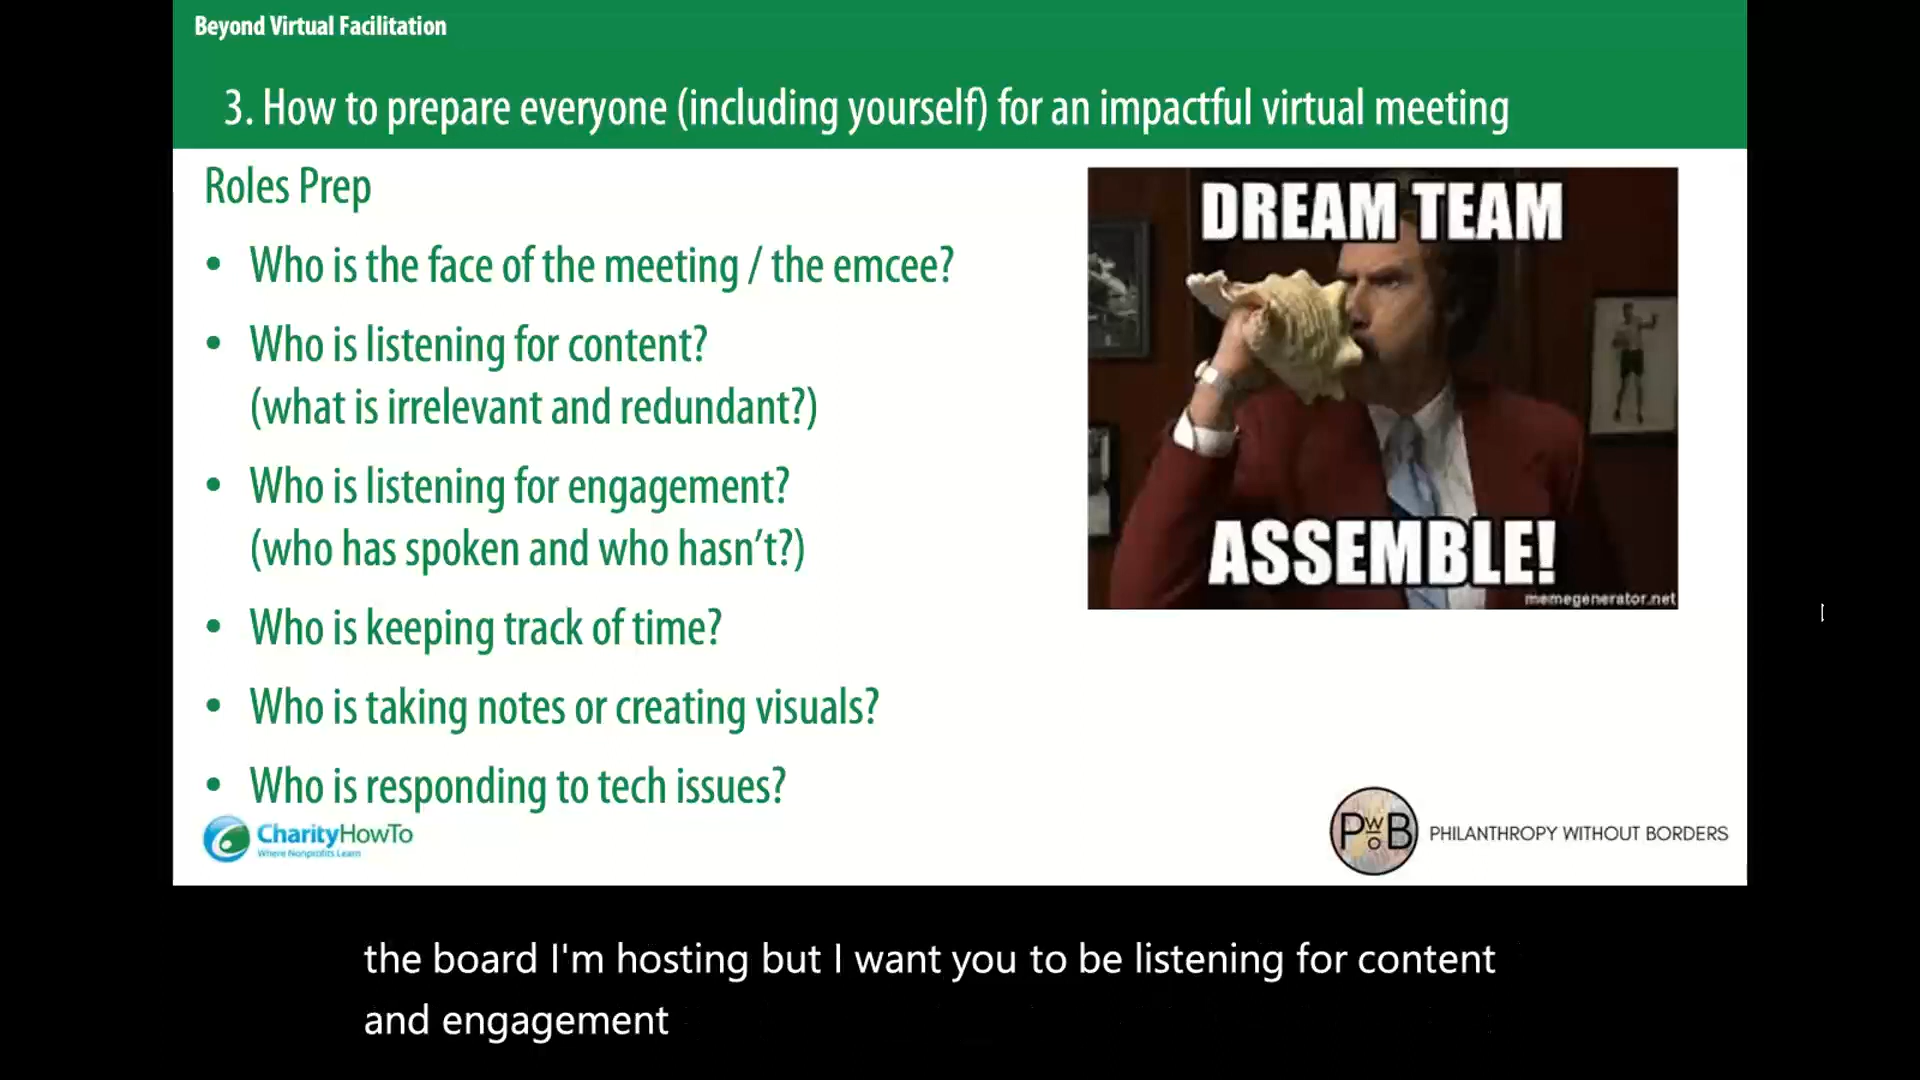 Beyond Virtual Facilitation
3. How to prepare everyone (including yourself) for an impactful virtual meeting
Roles Prep
• Who is the face of the meeting / the emcee?
• Who is listening for content?
(what is irrelevant and redundant?)
• Who is listening for engagement?
(who has spoken and who hasn't?)
• Who is keeping track of time?
• Who is taking notes or creating visuals?
• Who is responding to tech issues?
DREAM TEAM
ASSEMBLE!
memegenerator.net
CharityHowTo
Where Nonprofits Learn
PwoB
PHILANTHROPY WITHOUT BORDERS
the board I'm hosting but I want you to be listening for content
and engagement